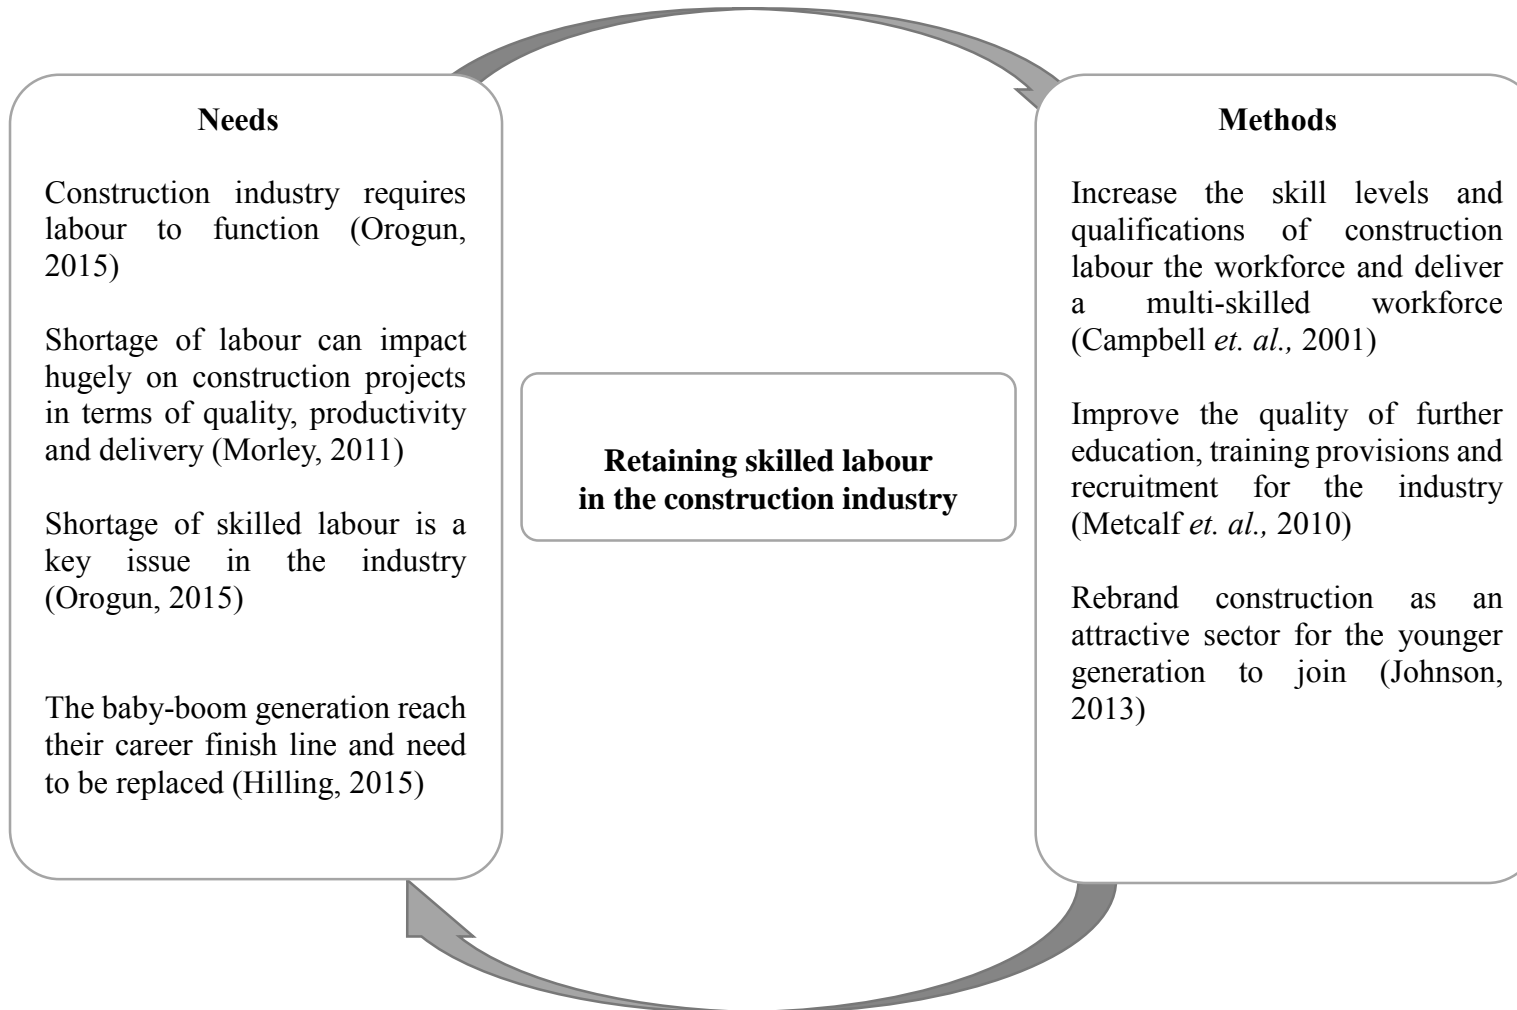 Needs
Construction industry requires
labour to function (Orogun,
2015)
Shortage of labour can impact
hugely on construction projects
in terms of quality, productivity
and delivery (Morley, 2011)
Shortage of skilled labour is a
key issue in the industry
(Orogun, 2015)
The baby-boom generation reach
their career finish line and need
to be replaced (Hilling, 2015)
Retaining skilled labour
in the construction industry
Methods
Increase the skill levels and
qualifications of construction
labour the workforce and deliver
a multi-skilled workforce
(Campbell et. al., 2001)
Improve the quality of further
education, training provisions and
recruitment for the industry
(Metcalf et. al., 2010)
Rebrand construction as an
attractive sector for the younger
generation to join (Johnson,
2013)